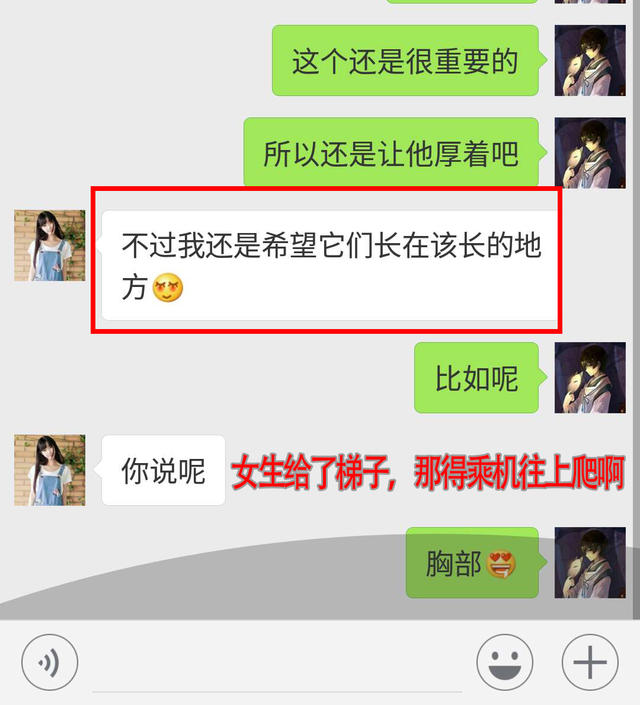 这个还是很重要的
所以还是让他厚着吧
不过我还是希望它们长在该长的地
方
比如呢
你说呢
女生给了梯子，那得乘机往上爬啊
胸部